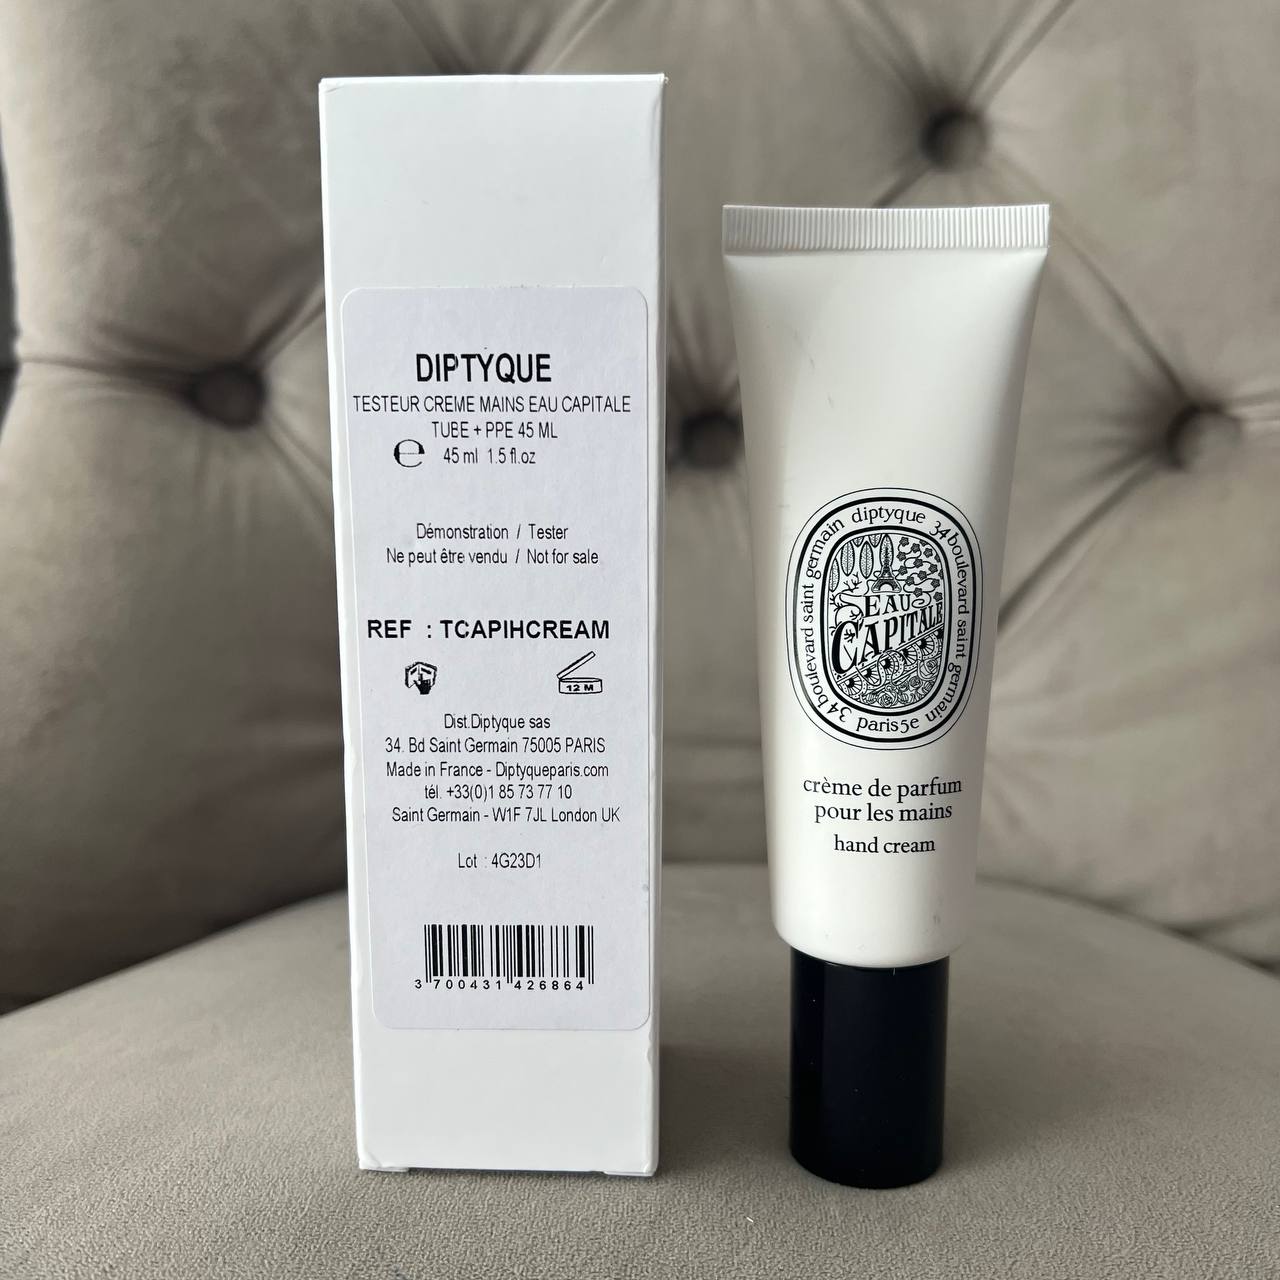 DIPTYQUE
TESTEUR CREME MAINS EAU CAPITALE
TUBE + PPE 45 ML
℮ 45 ml 1.5 fl.oz
Démonstration / Tester
Ne peut être vendu / Not for sale
REF : TCAPIHCREAM
12 M
Dist.Diptyque sas
34. Bd Saint Germain 75005 PARIS
Made in France - Diptyqueparis.com
tél. +33(0)1 85 73 77 10
Saint Germain - W1F 7JL London UK
Lot : 4G23D1
3 700431 426864
diptyque 34 boulevard saint germain paris5e 34 boulevard saint germain
EAU
CAPITALE
crème de parfum
pour les mains
hand cream